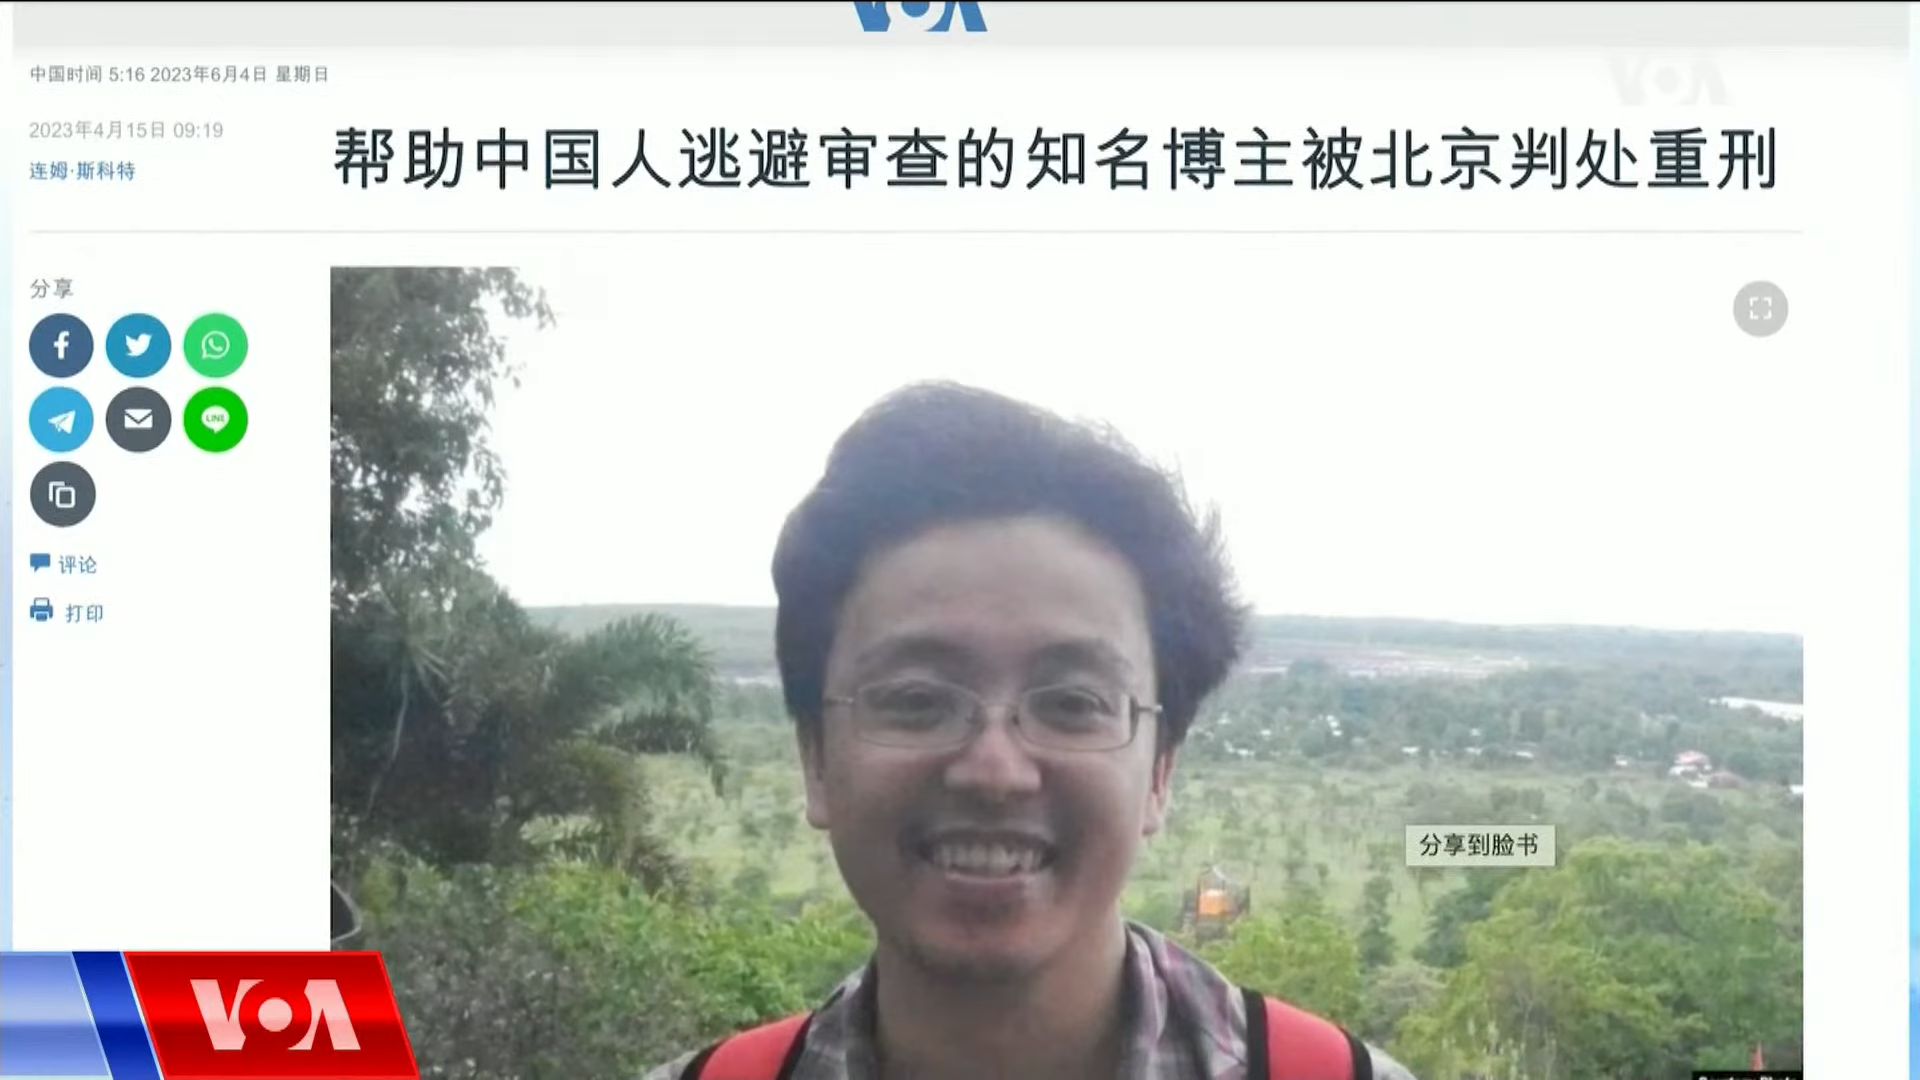 VOA
中国时间 5:16 2023年6月4日 星期日
VOA
2023年4月15日 09:19
连姆·斯科特
帮助中国人逃避审查的知名博主被北京判处重刑
分享
LINE
评论
打印
分享到脸书
VOA